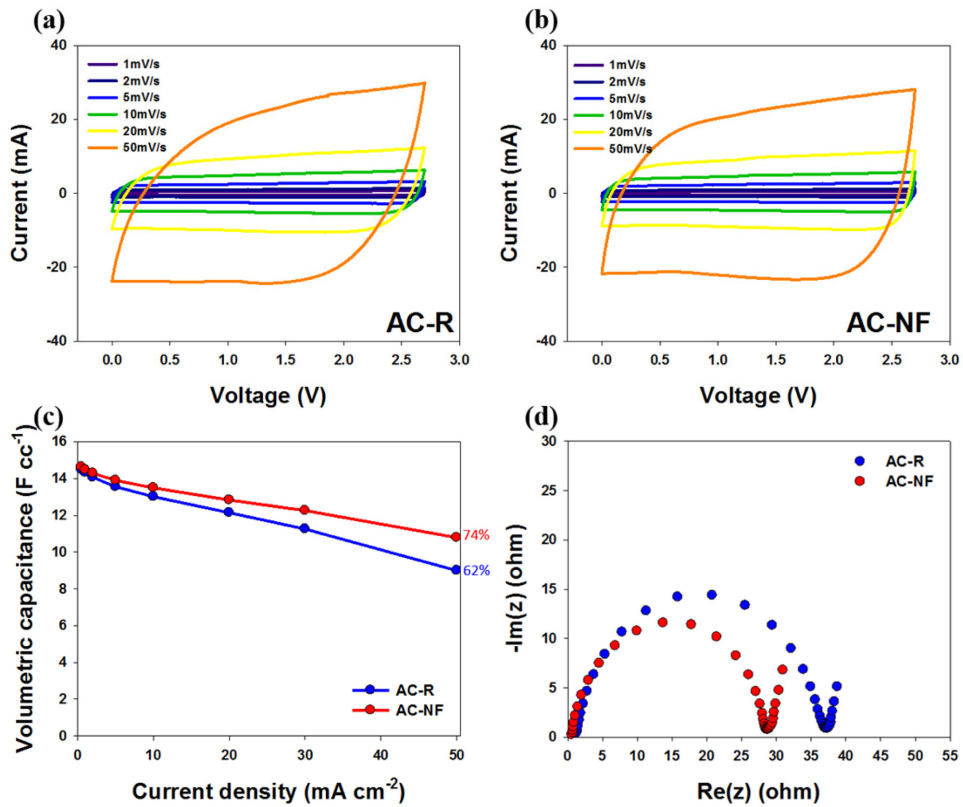 (a)
40
20
0
-20
-40
Current (mA)
1mV/s
2mV/s
5mV/s
10mV/s
20mV/s
50mV/s
AC-R
0.0 0.5 1.0 1.5 2.0 2.5 3.0
Voltage (V)
(b)
40
20
0
-20
-40
Current (mA)
1mV/s
2mV/s
5mV/s
10mV/s
20mV/s
50mV/s
AC-NF
0.0 0.5 1.0 1.5 2.0 2.5 3.0
Voltage (V)
(c)
16
14
12
10
8
6
4
2
0
Volumetric capacitance (F cc⁻¹)
74%
62%
AC-R
AC-NF
0 10 20 30 40 50
Current density (mA cm⁻²)
(d)
-30
-25
-20
-15
-10
-5
0
-Im(z) (ohm)
AC-R
AC-NF
0 5 10 15 20 25 30 35 40 45 50 55
Re(z) (ohm)